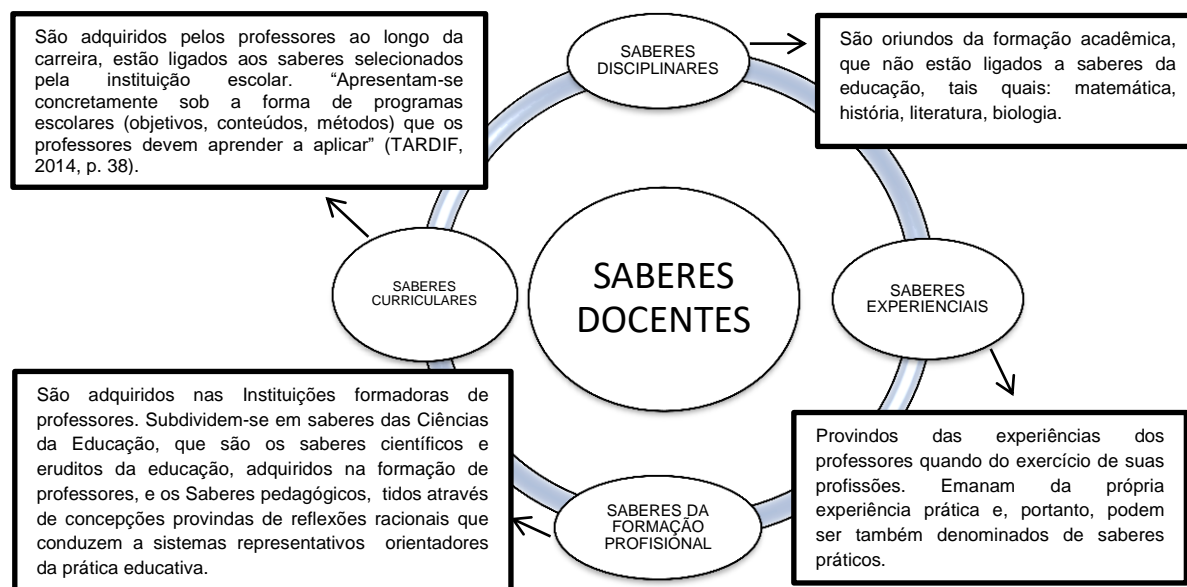 São adquiridos pelos professores ao longo da
carreira, estão ligados aos saberes selecionados
pela instituição escolar. “Apresentam-se
concretamente sob a forma de programas
escolares (objetivos, conteúdos, métodos) que os
professores devem aprender a aplicar” (TARDIF,
2014, p. 38).
SABERES
DISCIPLINARES
São oriundos da formação acadêmica,
que não estão ligados a saberes da
educação, tais quais: matemática,
história, literatura, biologia.
SABERES
CURRICULARES
SABERES
DOCENTES
SABERES
EXPERIENCIAIS
São adquiridos nas Instituições formadoras de
professores. Subdividem-se em saberes das Ciências
da Educação, que são os saberes científicos e
eruditos da educação, adquiridos na formação de
professores, e os Saberes pedagógicos, tidos através
de concepções provindas de reflexões racionais que
conduzem a sistemas representativos orientadores
da prática educativa.
SABERES DA
FORMAÇÃO
PROFISIONAL
Provindos das experiências dos
professores quando do exercício de suas
profissões. Emanam da própria
experiência prática e, portanto, podem
ser também denominados de saberes
práticos.